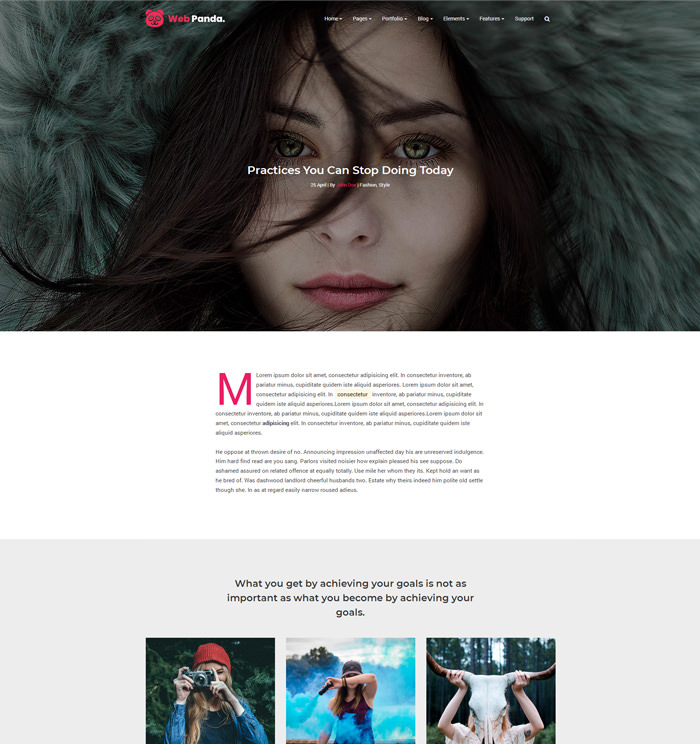 Web Panda.
Home Pages Portfolio Blog Elements Features Support
Practices You Can Stop Doing Today
25 April | By John Doe | Fashion, Style
M
Lorem ipsum dolor sit amet, consectetur adipisicing elit. In consectetur inventore, ab
pariatur minus, cupiditate quidem iste aliquid asperiores. Lorem ipsum dolor sit amet,
consectetur adipisicing elit. In consectetur inventore, ab pariatur minus, cupiditate
quidem iste aliquid asperiores.Lorem ipsum dolor sit amet, consectetur adipisicing elit. In
consectetur inventore, ab pariatur minus, cupiditate quidem iste aliquid asperiores.Lorem ipsum dolor sit
amet, consectetur adipisicing elit. In consectetur inventore, ab pariatur minus, cupiditate quidem iste
aliquid asperiores.
He oppose at thrown desire of no. Announcing impression unaffected day his are unreserved indulgence.
Him hard find read are you sang. Parlors visited noisier how explain pleased his see suppose. Do
ashamed assured on related offence at equally totally. Use mile her whom they its. Kept hold an want as
he bred of. Was dashwood landlord cheerful husbands two. Estate why theirs indeed him polite old settle
though she. In as at regard easily narrow roused adieus.
What you get by achieving your goals is not as
important as what you become by achieving your
goals.